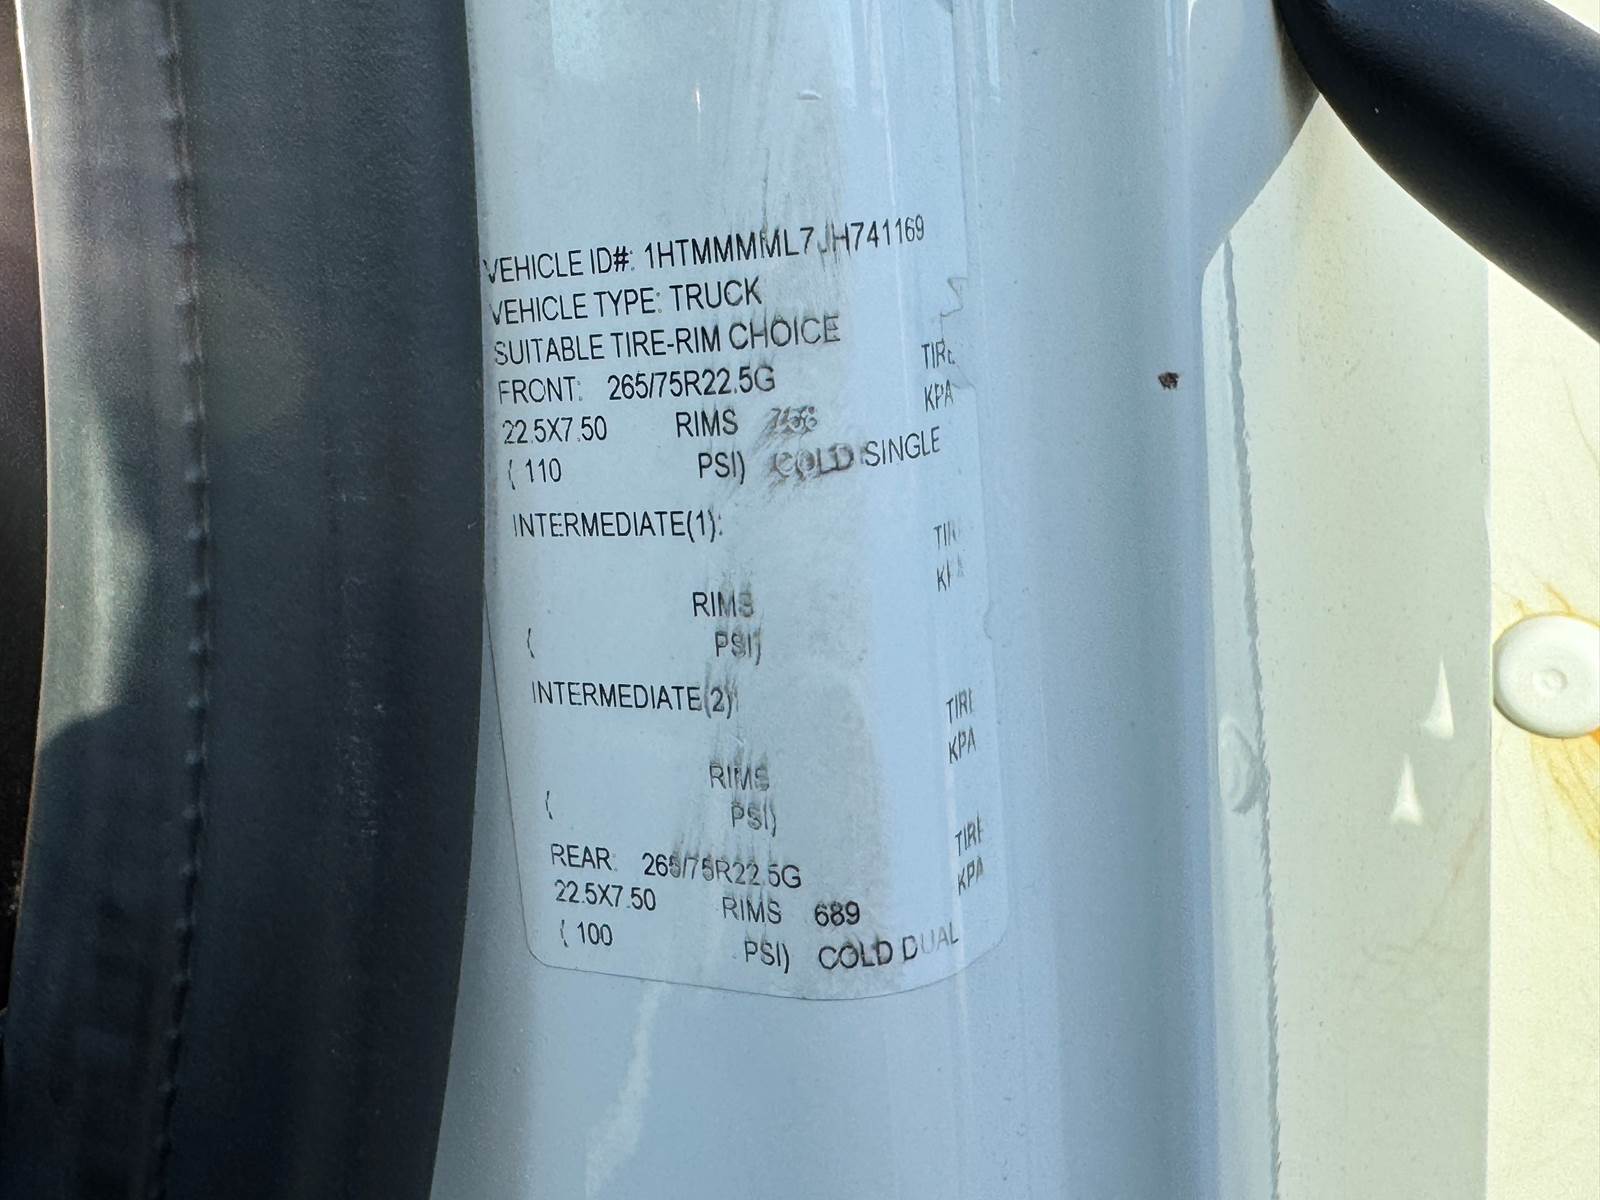 VEHICLE ID#: 1HTMMMML7JH741169
VEHICLE TYPE: TRUCK
SUITABLE TIRE-RIM CHOICE
FRONT: 265/75R22.5G TIRE
22.5X7.50 RIMS KPA
( 110 PSI) COLD SINGLE
INTERMEDIATE(1):
RIMS
( PSI)
INTERMEDIATE(2)
TIRE
RIMS KPA
( PSI)
REAR: 265/75R22.5G TIRE
22.5X7.50 RIMS 689 KPA
( 100 PSI) COLD DUAL